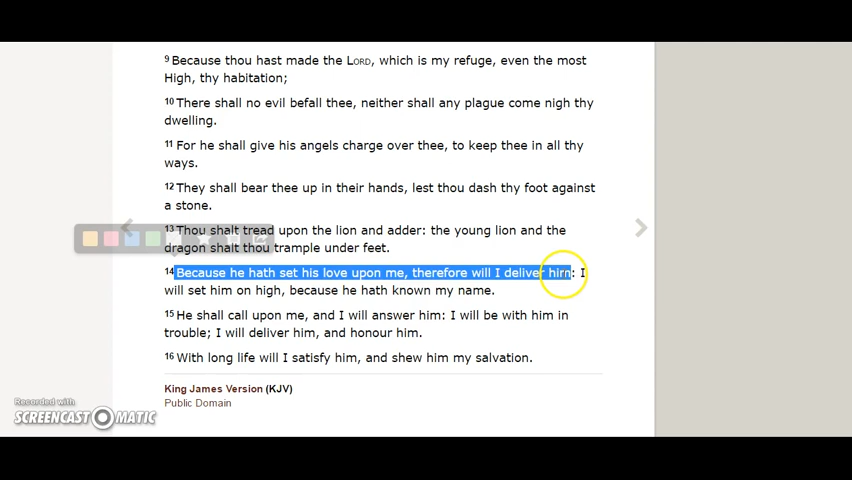 9 Because thou hast made the LORD, which is my refuge, even the most
High, thy habitation;
10 There shall no evil befall thee, neither shall any plague come nigh thy
dwelling.
11 For he shall give his angels charge over thee, to keep thee in all thy
ways.
12 They shall bear thee up in their hands, lest thou dash thy foot against
a stone.
13 Thou shalt tread upon the lion and adder: the young lion and the
dragon shalt thou trample under feet.
14 Because he hath set his love upon me, therefore will I deliver him: I
will set him on high, because he hath known my name.
15 He shall call upon me, and I will answer him: I will be with him in
trouble; I will deliver him, and honour him.
16 With long life will I satisfy him, and shew him my salvation.
King James Version (KJV)
Public Domain
Recorded with
SCREENCAST MATIC